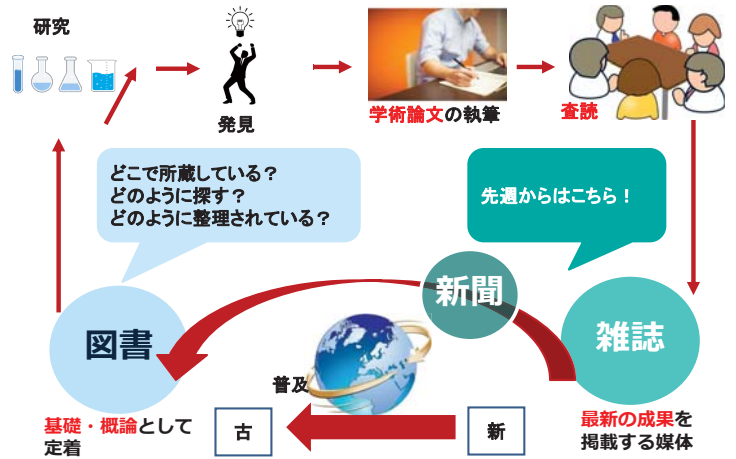 研究
発見
学術論文の執筆
査読
どこで所蔵している？
どのように探す？
どのように整理されている？
先週からはこちら！
新聞
図書
雑誌
普及
基礎・概論として
定着
古
新
最新の成果を
掲載する媒体